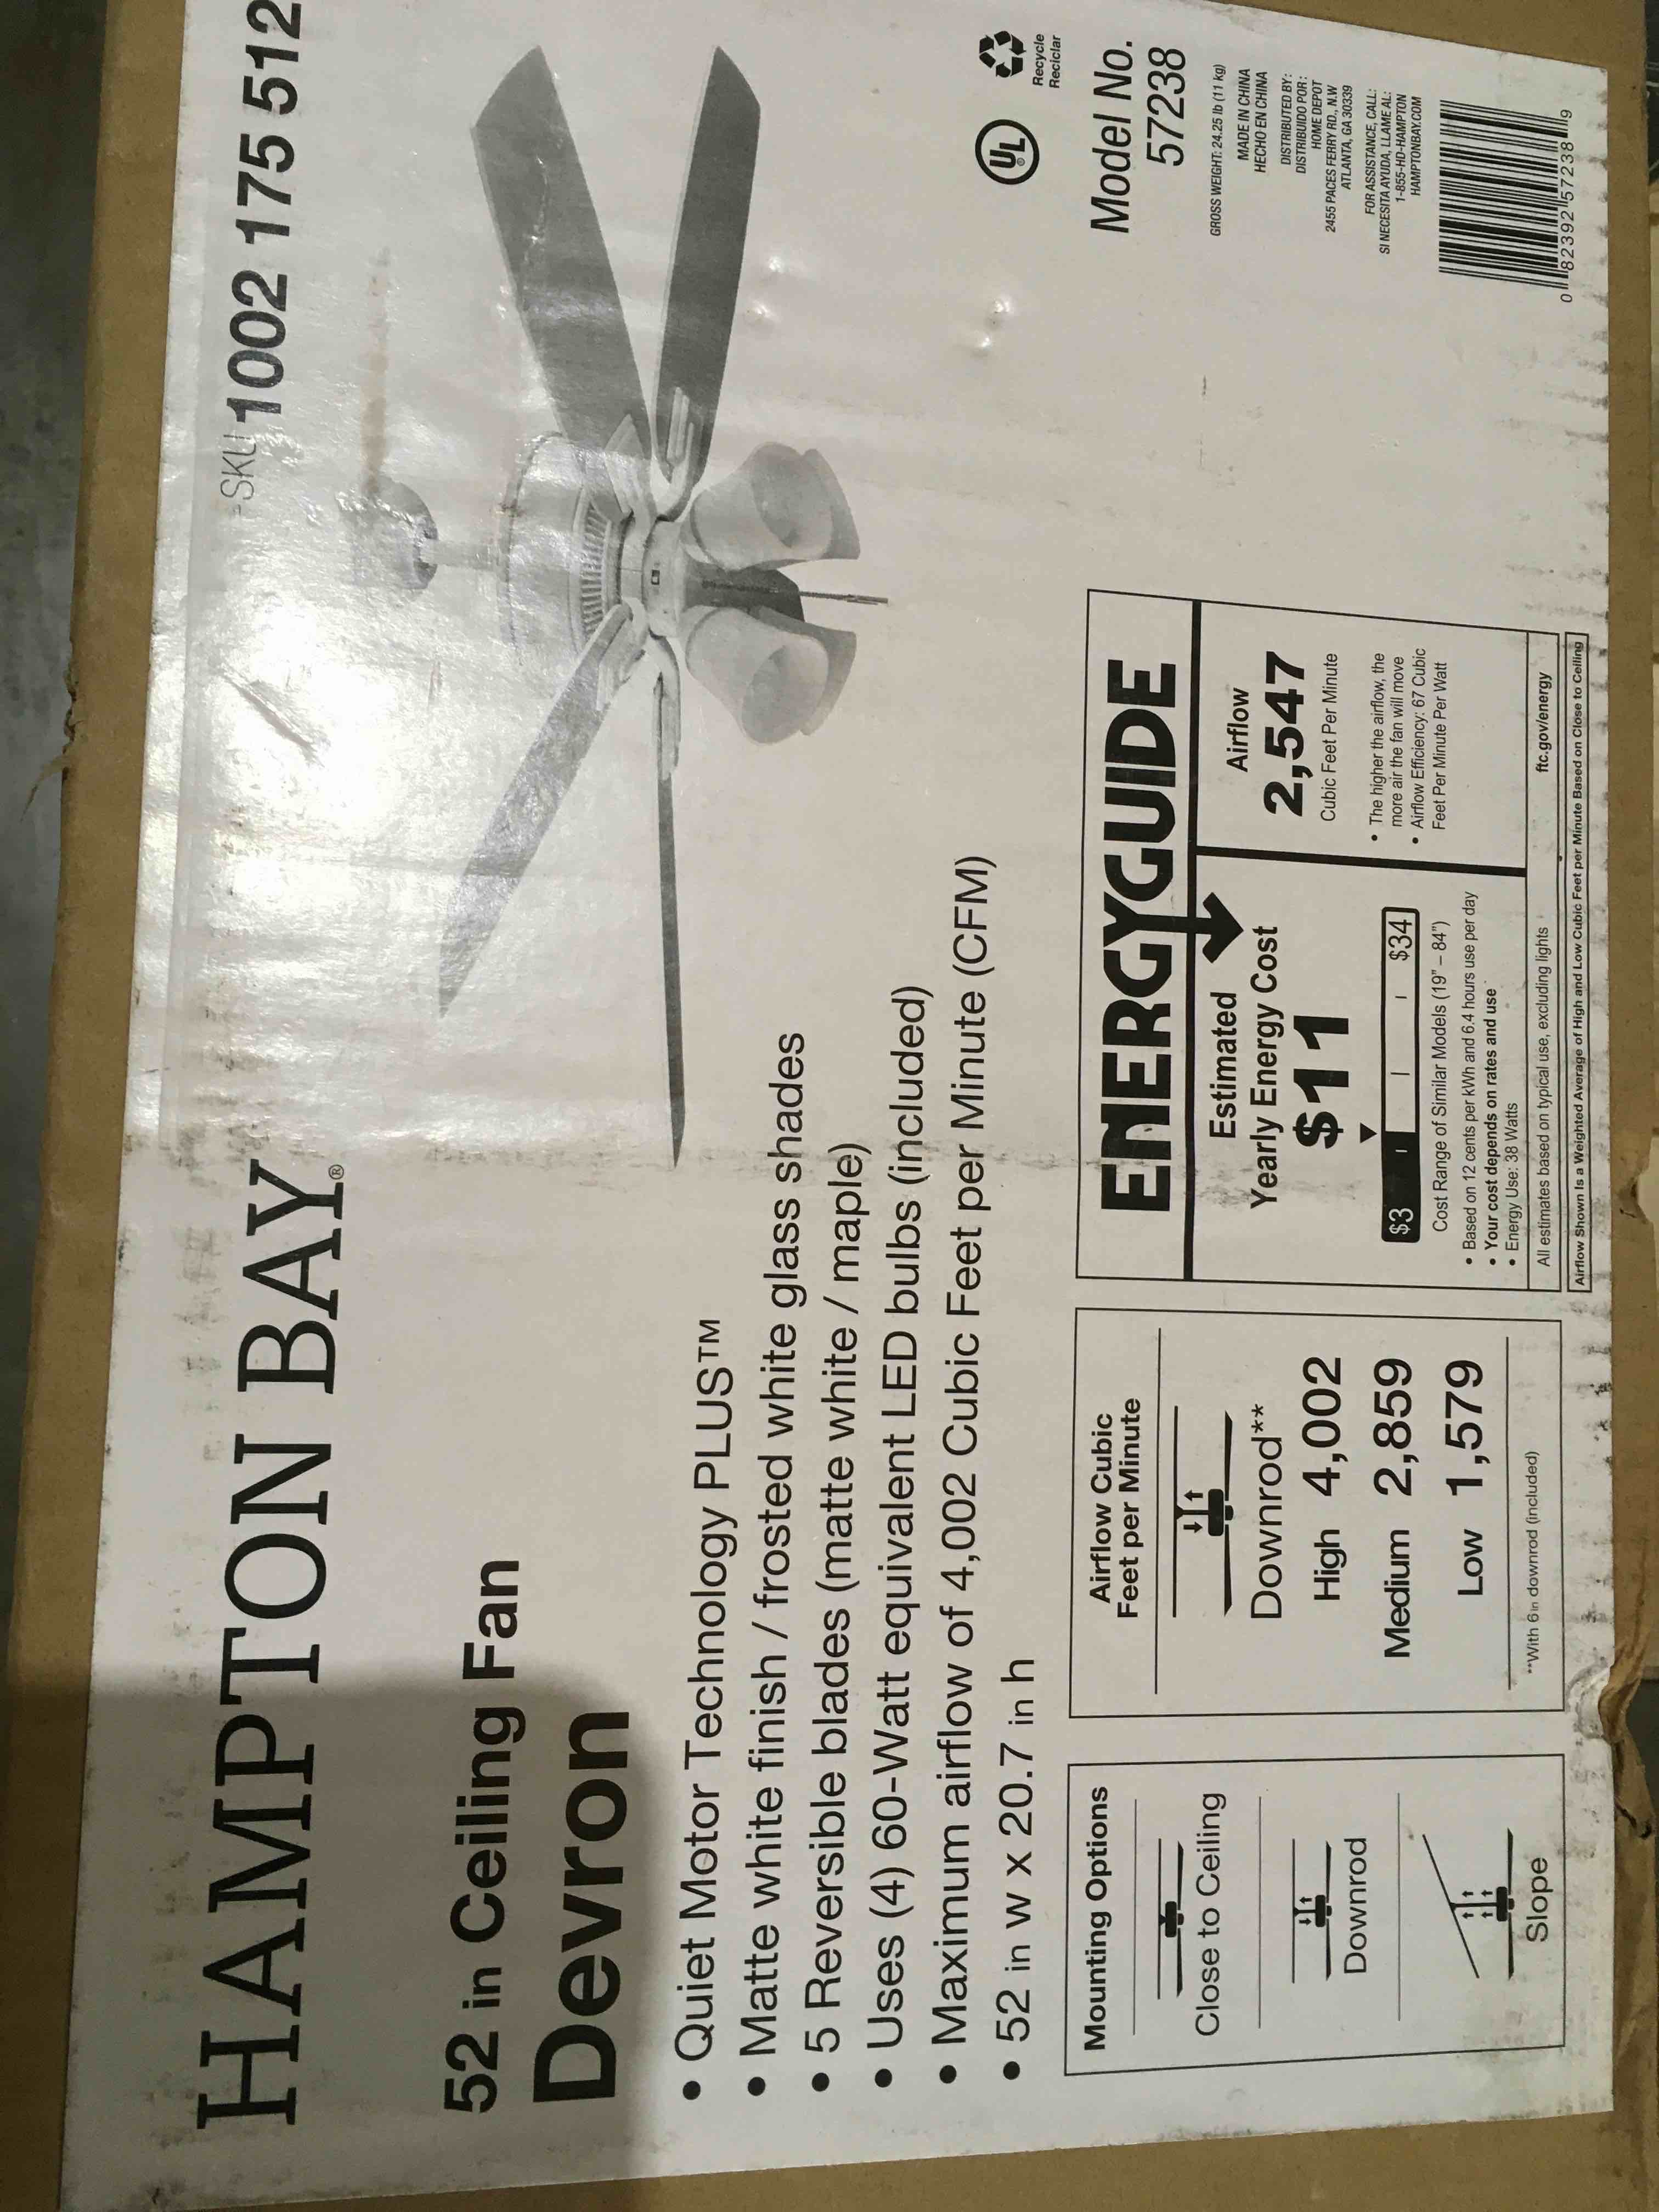 SKU 1002 175 512
HAMPTON BAY®
52 in Ceiling Fan
Devron
• Quiet Motor Technology PLUS™
• Matte white finish / frosted white glass shades
• 5 Reversible blades (matte white / maple)
• Uses (4) 60-Watt equivalent LED bulbs (included)
• Maximum airflow of 4,002 Cubic Feet per Minute (CFM)
• 52 in w x 20.7 in h
Mounting Options
Close to Ceiling
Downrod
Slope
Airflow Cubic
Feet per Minute
Downrod**
High 4,002
Medium 2,859
Low 1,579
**With 6 in downrod (included)
ENERGYGUIDE
Estimated
Yearly Energy Cost
$11
$3
$34
Cost Range of Similar Models (19" – 84")
• Based on 12 cents per kWh and 6.4 hours use per day
• Your cost depends on rates and use
• Energy Use: 38 Watts
Airflow
2,547
Cubic Feet Per Minute
• The higher the airflow, the
more air the fan will move
• Airflow Efficiency: 67 Cubic
Feet Per Minute Per Watt
All estimates based on typical use, excluding lights
ftc.gov/energy
Airflow Shown Is a Weighted Average of High and Low Cubic Feet per Minute Based on Close to Ceiling
UL
®
Recycle
Reciclar
Model No.
57238
GROSS WEIGHT: 24.25 lb (11 kg)
MADE IN CHINA
HECHO EN CHINA
DISTRIBUTED BY:
DISTRIBUIDO POR:
HOME DEPOT
2455 PACES FERRY RD., N.W
ATLANTA, GA 30339
FOR ASSISTANCE, CALL:
SI NECESITA AYUDA, LLAME AL:
1-855-HD-HAMPTON
HAMPTONBAY.COM
0 82392 57238 9